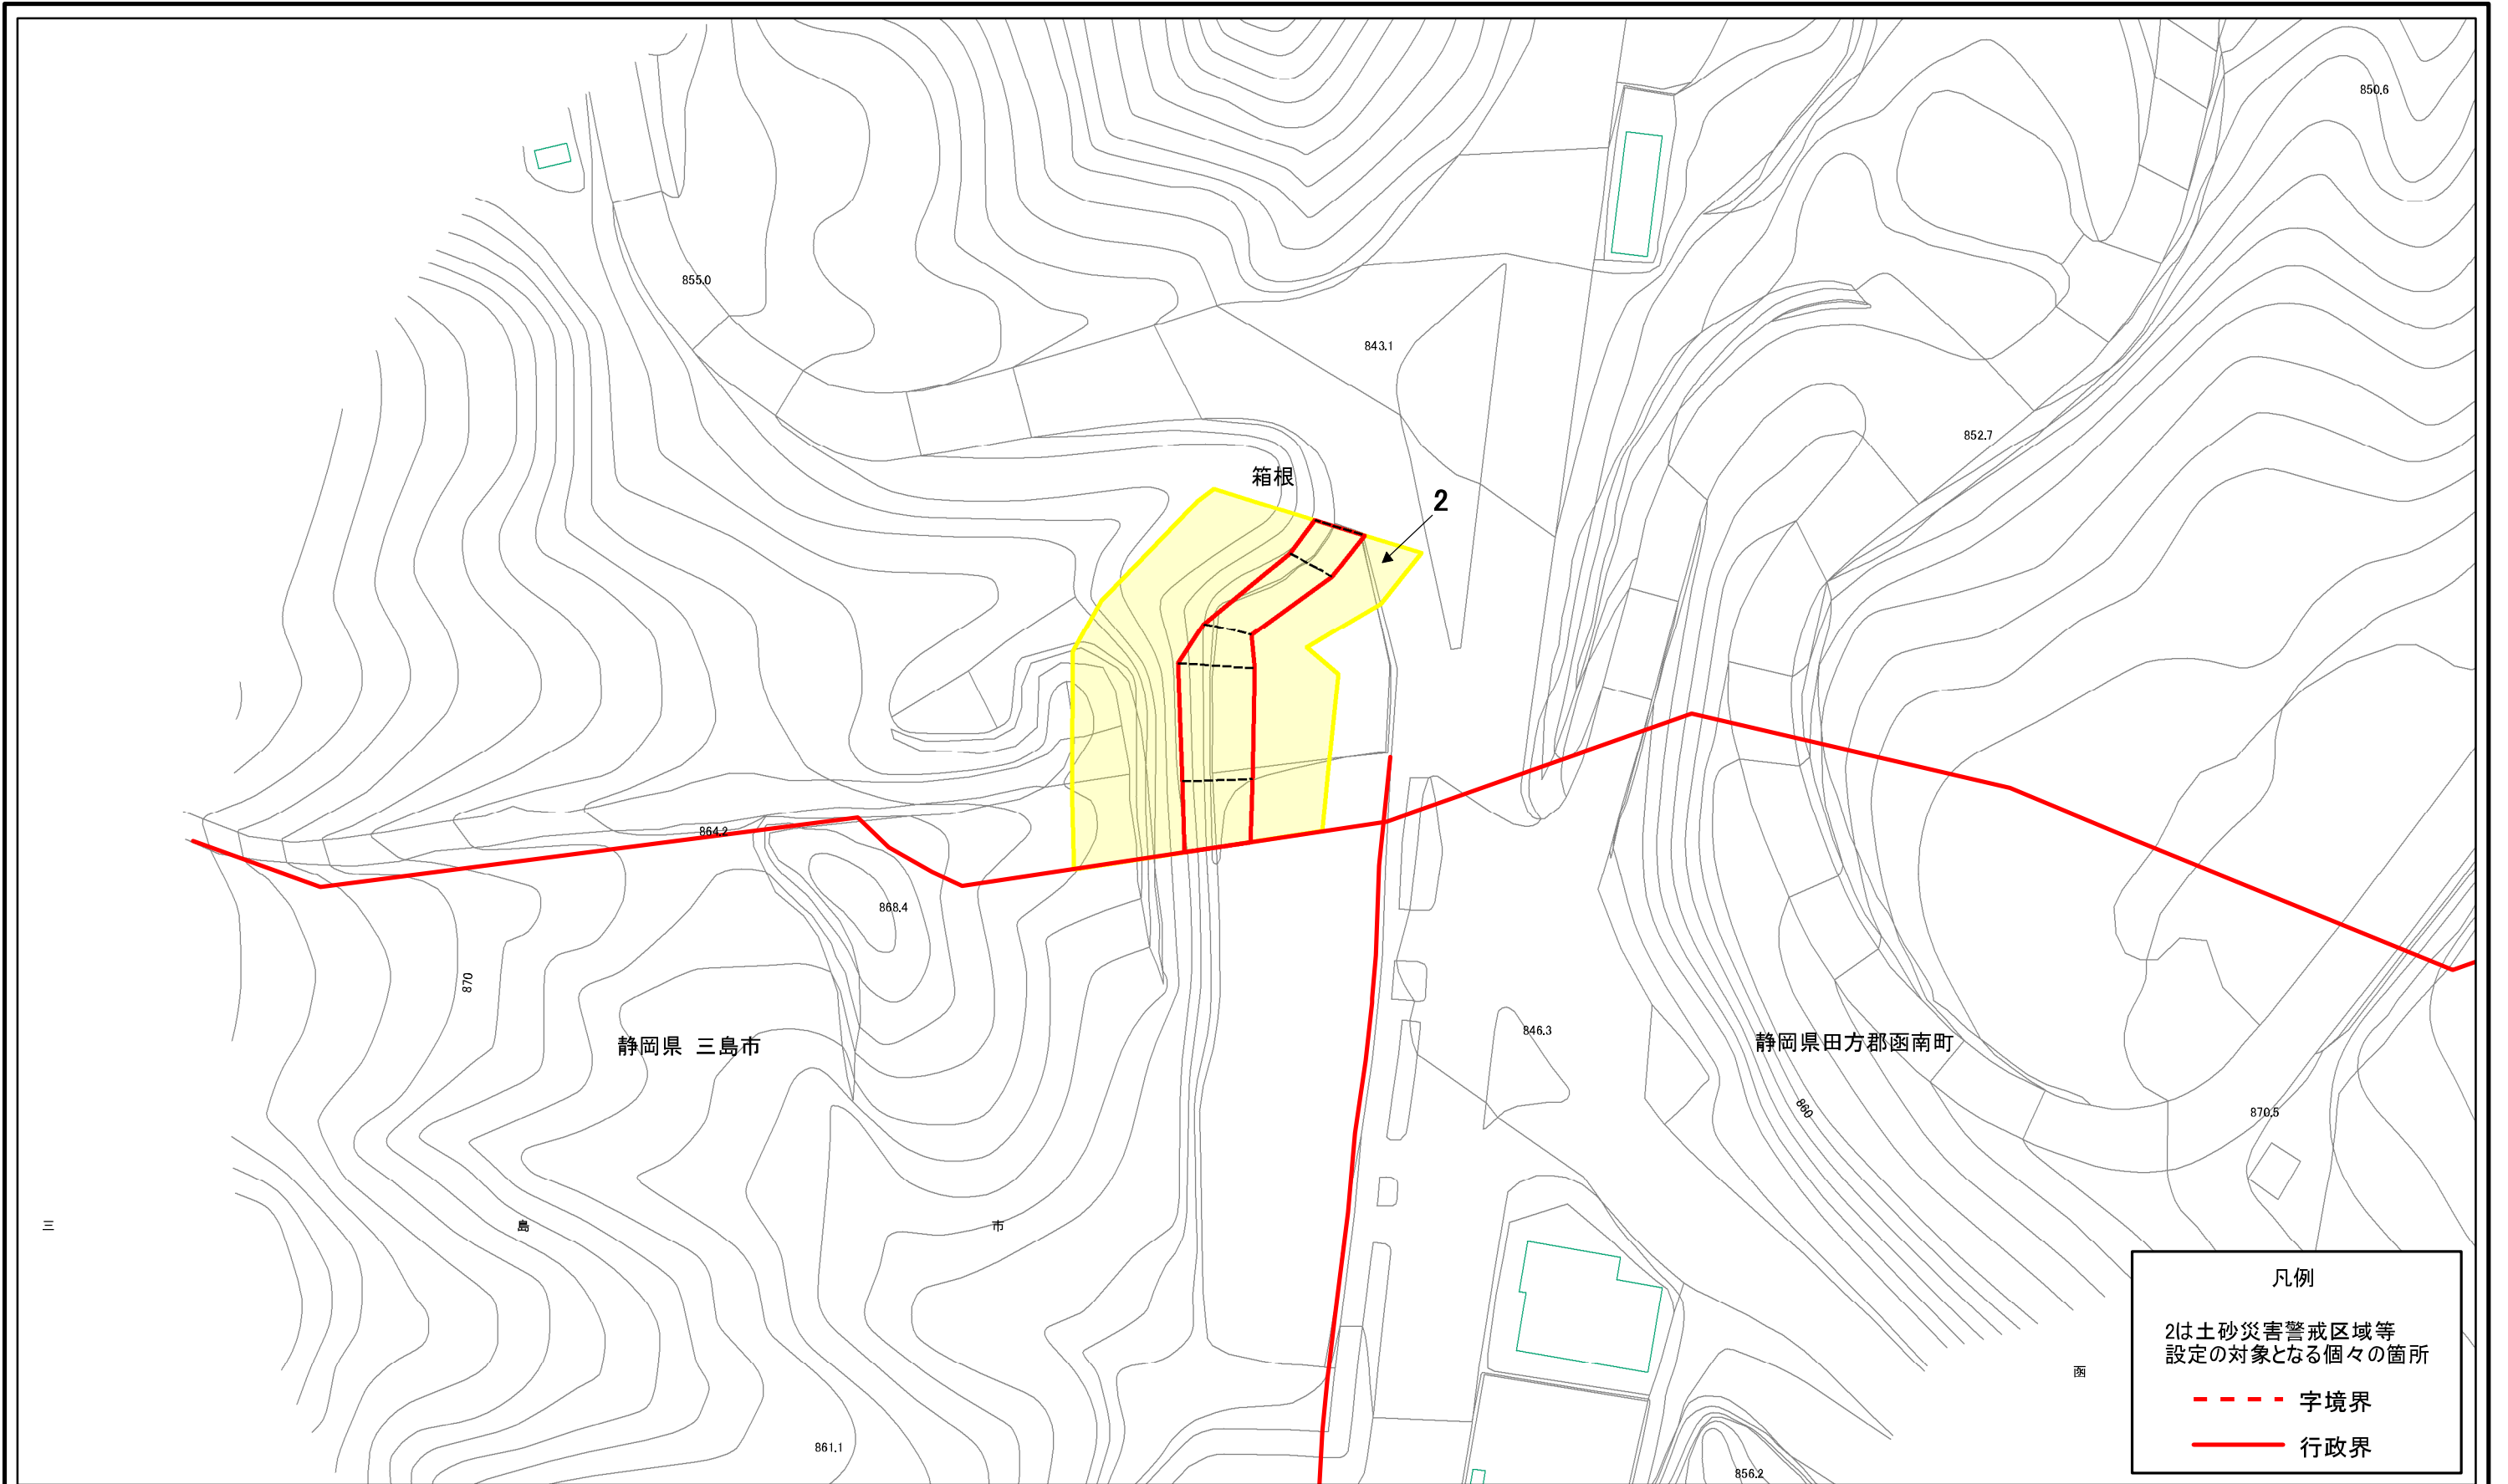 850.6
855.0
843.1
852.7
箱根
2
864.2
868.4
870
846.3
静岡県 三島市
静岡県田方郡函南町
860
870.5
三 島 市
函
861.1
856.2
凡例
2は土砂災害警戒区域等
設定の対象となる個々の箇所
字境界
行政界